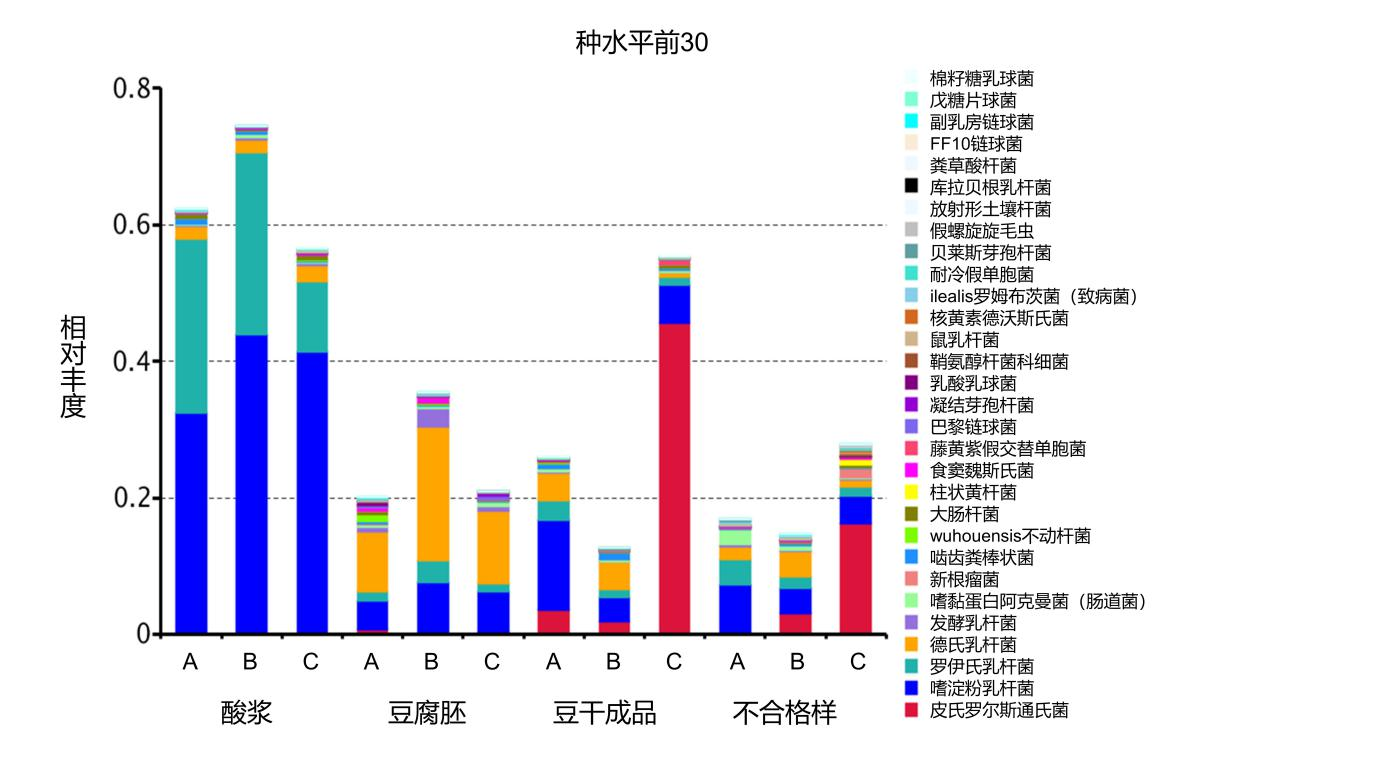 种水平前30
0.8
0.6
0.4
0.2
0
相对丰度
A B C A B C A B C A B C
酸浆 豆腐胚 豆干成品 不合格样
棉籽糖乳球菌
戊糖片球菌
副乳房链球菌
FF10链球菌
粪草酸杆菌
库拉贝根乳杆菌
放射形土壤杆菌
假螺旋旋毛虫
贝莱斯芽孢杆菌
耐冷假单胞菌
ilealis罗姆布茨菌（致病菌）
核黄素德沃斯氏菌
鼠乳杆菌
鞘氨醇杆菌科细菌
乳酸乳球菌
凝结芽孢杆菌
巴黎链球菌
藤黄紫假交替单胞菌
食窦魏斯氏菌
柱状黄杆菌
大肠杆菌
wuhouensis不动杆菌
啮齿粪棒状菌
新根瘤菌
嗜黏蛋白阿克曼菌（肠道菌）
发酵乳杆菌
德氏乳杆菌
罗伊氏乳杆菌
嗜淀粉乳杆菌
皮氏罗尔斯通氏菌